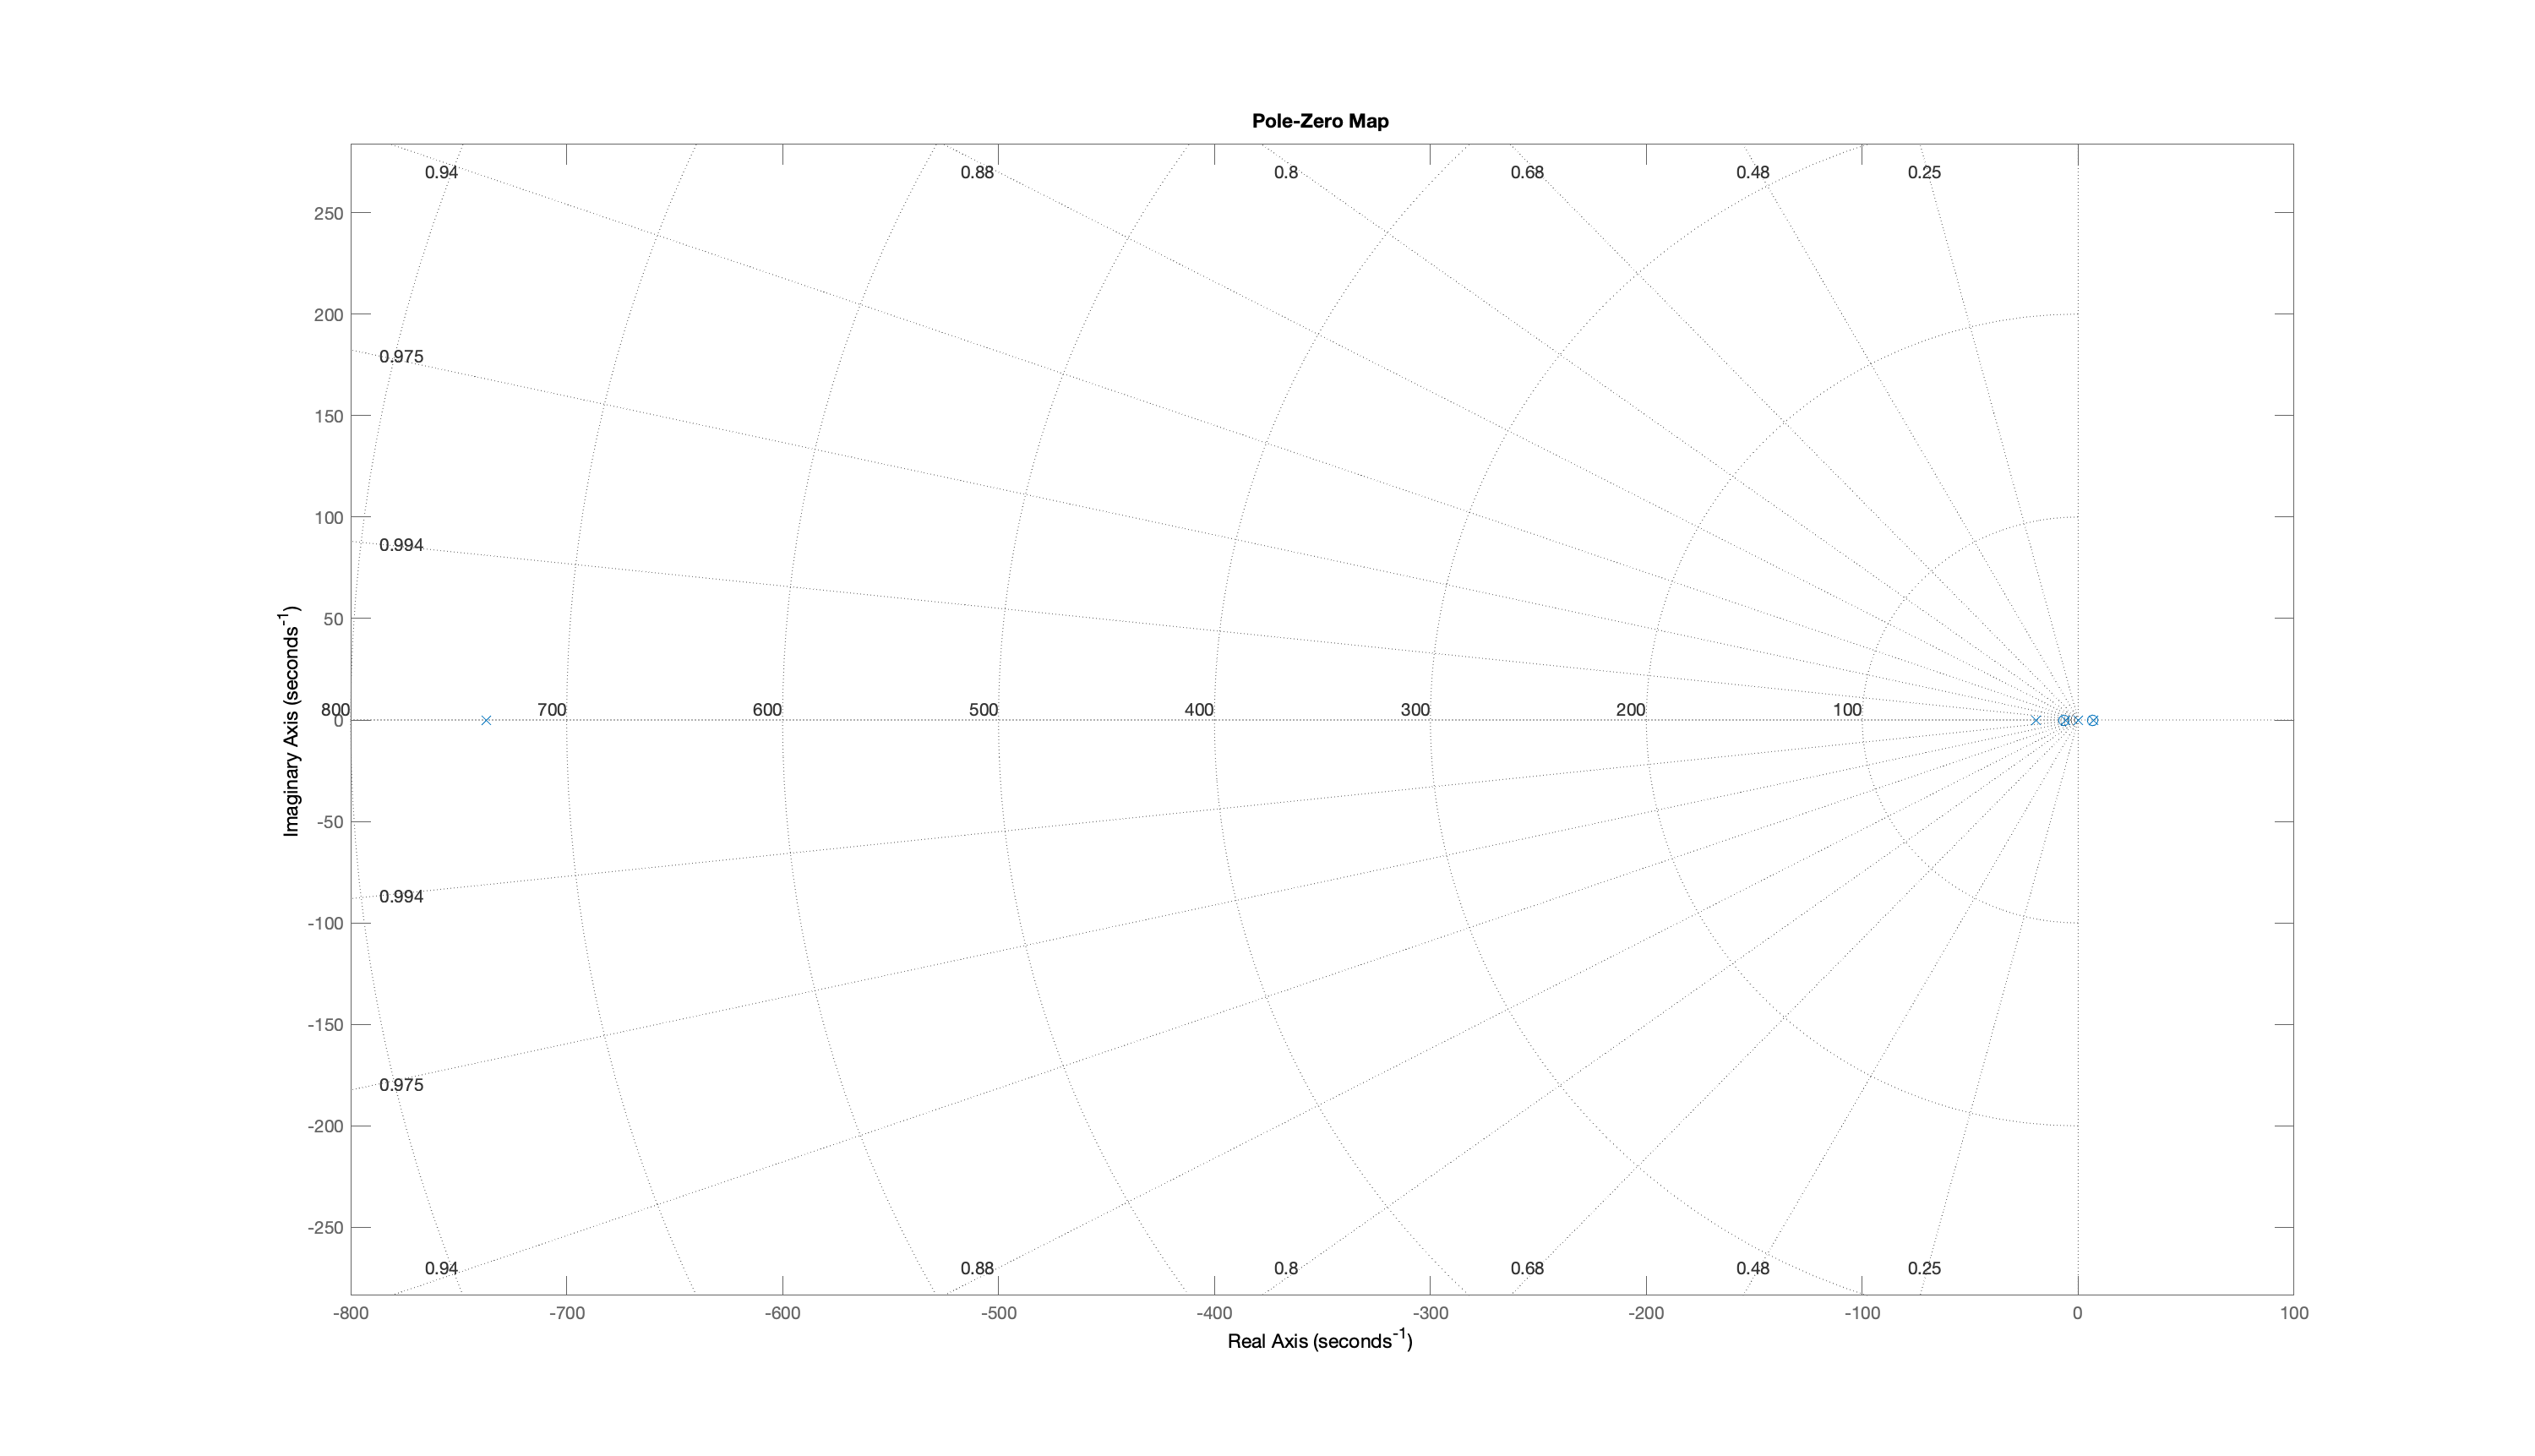 Pole-Zero Map
0.94 0.88 0.8 0.68 0.48 0.25
250
200
0.975
150
100
0.994
50
800 700 600 500 400 300 200 100
0
-50
0.994
-100
-150
0.975
-200
-250
0.94 0.88 0.8 0.68 0.48 0.25
-800 -700 -600 -500 -400 -300 -200 -100 0 100
Real Axis (seconds⁻¹)
Imaginary Axis (seconds⁻¹)